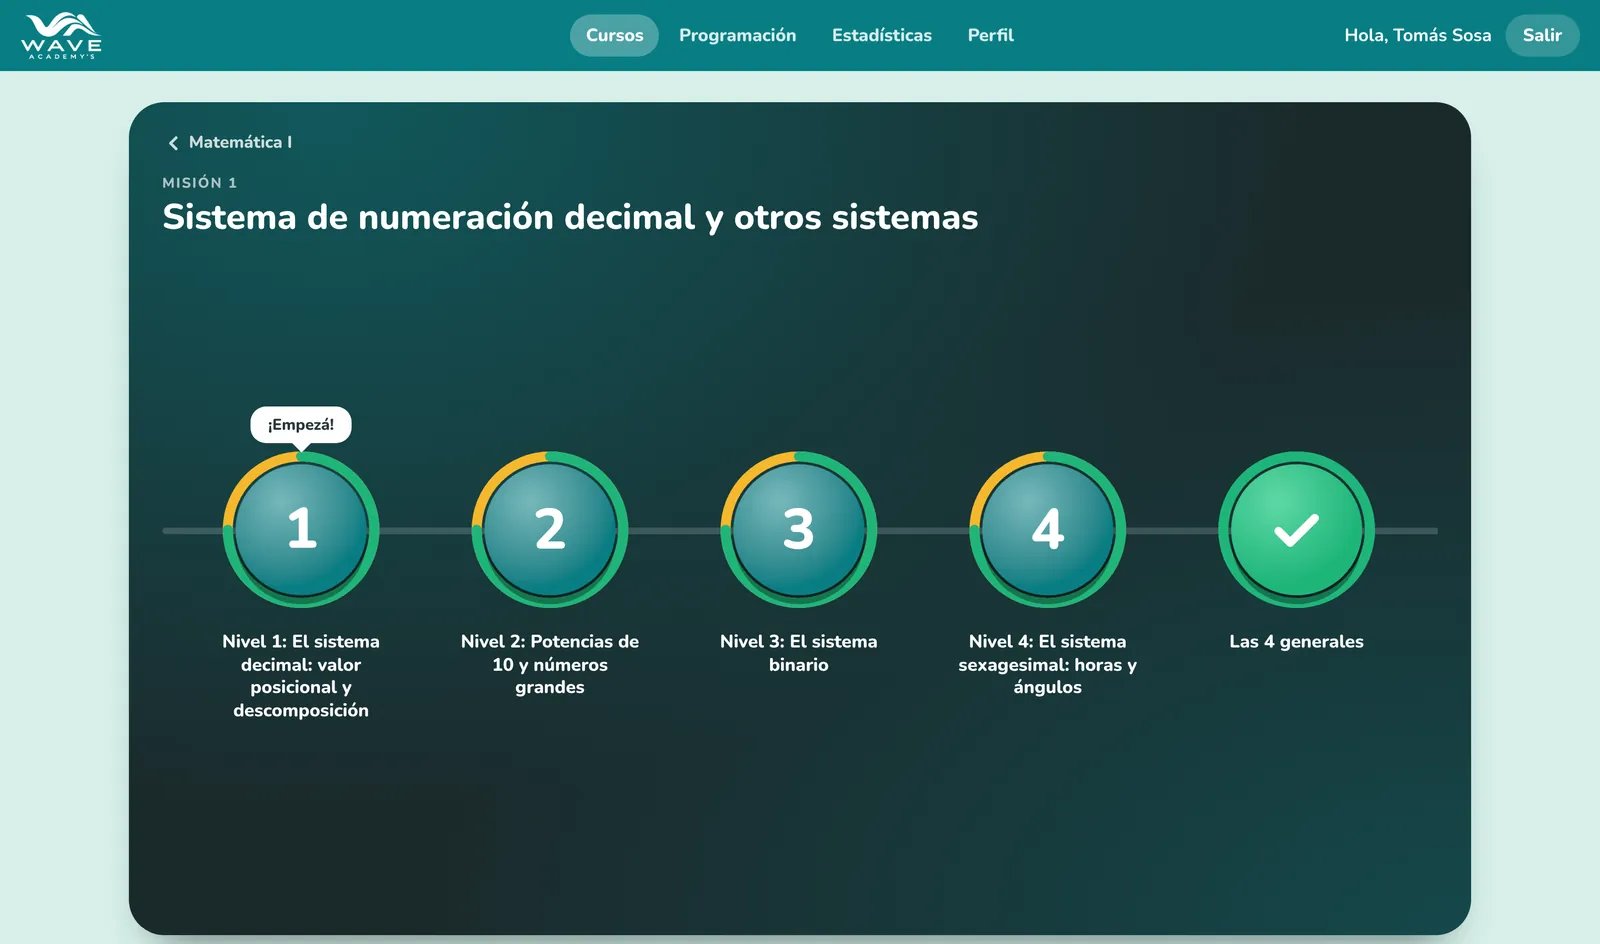 WAVE
ACADEMY'S
Cursos
Programación
Estadísticas
Perfil
Hola, Tomás Sosa
Salir
Matemática I
MISIÓN 1
Sistema de numeración decimal y otros sistemas
¡Empezá!
1
2
3
4
Nivel 1: El sistema
decimal: valor
posicional y
descomposición
Nivel 2: Potencias de
10 y números
grandes
Nivel 3: El sistema
binario
Nivel 4: El sistema
sexagesimal: horas y
ángulos
Las 4 generales